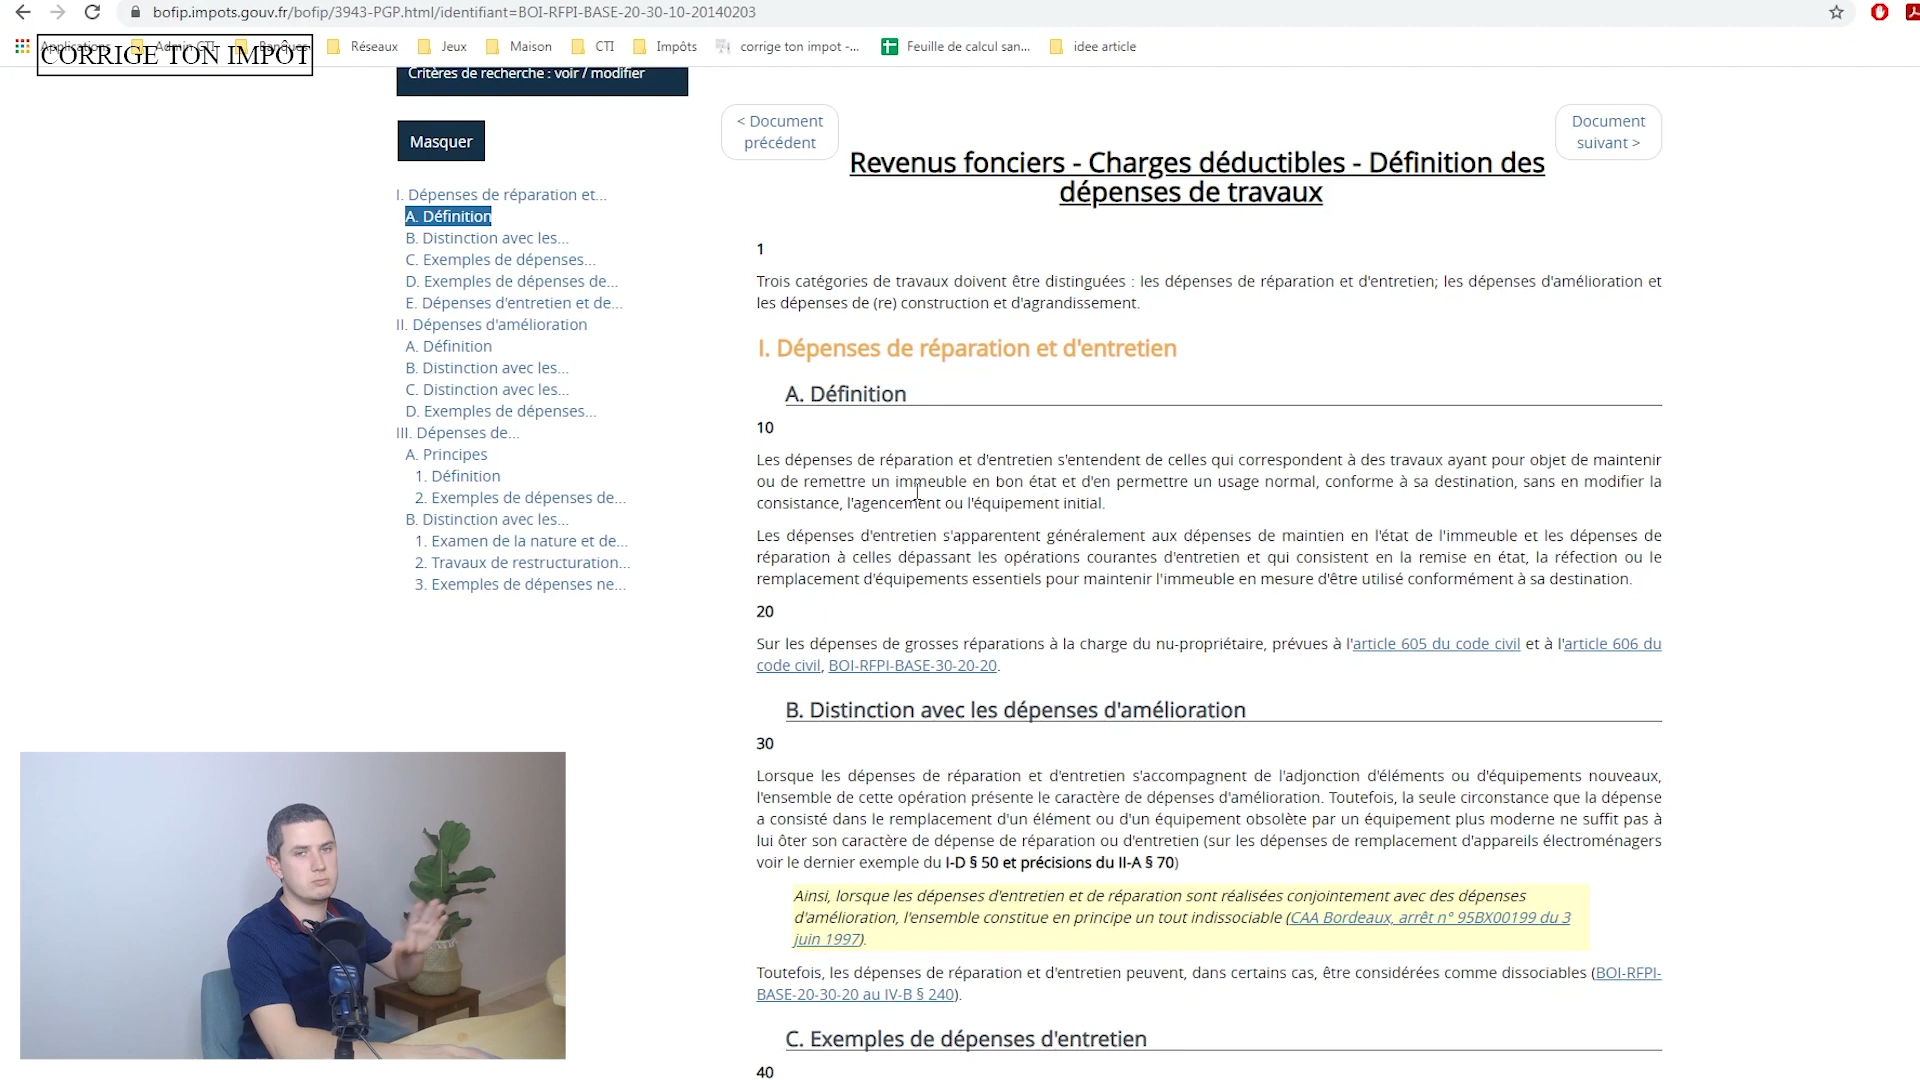 bofip.impots.gouv.fr/bofip/3943-PGP.html/identifiant=BOI-RFPI-BASE-20-30-10-20140203
Applications Admin CTI Banques Réseaux Jeux Maison CTI Impôts corrige ton impot -... Feuille de calcul san... idee article
CORRIGE TON IMPOT
Critères de recherche : voir / modifier
Masquer
I. Dépenses de réparation et...
A. Définition
B. Distinction avec les...
C. Exemples de dépenses...
D. Exemples de dépenses de...
E. Dépenses d'entretien et de...
II. Dépenses d'amélioration
A. Définition
B. Distinction avec les...
C. Distinction avec les...
D. Exemples de dépenses...
III. Dépenses de...
A. Principes
1. Définition
2. Exemples de dépenses de...
B. Distinction avec les...
1. Examen de la nature et de...
2. Travaux de restructuration...
3. Exemples de dépenses ne...
< Document
précédent
Document
suivant >
Revenus fonciers - Charges déductibles - Définition des
dépenses de travaux
1
Trois catégories de travaux doivent être distinguées : les dépenses de réparation et d'entretien; les dépenses d'amélioration et
les dépenses de (re) construction et d'agrandissement.
I. Dépenses de réparation et d'entretien
A. Définition
10
Les dépenses de réparation et d'entretien s'entendent de celles qui correspondent à des travaux ayant pour objet de maintenir
ou de remettre un immeuble en bon état et d'en permettre un usage normal, conforme à sa destination, sans en modifier la
consistance, l'agencement ou l'équipement initial.
Les dépenses d'entretien s'apparentent généralement aux dépenses de maintien en l'état de l'immeuble et les dépenses de
réparation à celles dépassant les opérations courantes d'entretien et qui consistent en la remise en état, la réfection ou le
remplacement d'équipements essentiels pour maintenir l'immeuble en mesure d'être utilisé conformément à sa destination.
20
Sur les dépenses de grosses réparations à la charge du nu-propriétaire, prévues à l'article 605 du code civil et à l'article 606 du
code civil, BOI-RFPI-BASE-30-20-20.
B. Distinction avec les dépenses d'amélioration
30
Lorsque les dépenses de réparation et d'entretien s'accompagnent de l'adjonction d'éléments ou d'équipements nouveaux,
l'ensemble de cette opération présente le caractère de dépenses d'amélioration. Toutefois, la seule circonstance que la dépense
a consisté dans le remplacement d'un élément ou d'un équipement obsolète par un équipement plus moderne ne suffit pas à
lui ôter son caractère de dépense de réparation ou d'entretien (sur les dépenses de remplacement d'appareils électroménagers
voir le dernier exemple du I-D § 50 et précisions du II-A § 70)
Ainsi, lorsque les dépenses d'entretien et de réparation sont réalisées conjointement avec des dépenses
d'amélioration, l'ensemble constitue en principe un tout indissociable (CAA Bordeaux, arrêt n° 95BX00199 du 3
juin 1997).
Toutefois, les dépenses de réparation et d'entretien peuvent, dans certains cas, être considérées comme dissociables (BOI-RFPI-
BASE-20-30-20 au IV-B § 240).
C. Exemples de dépenses d'entretien
40